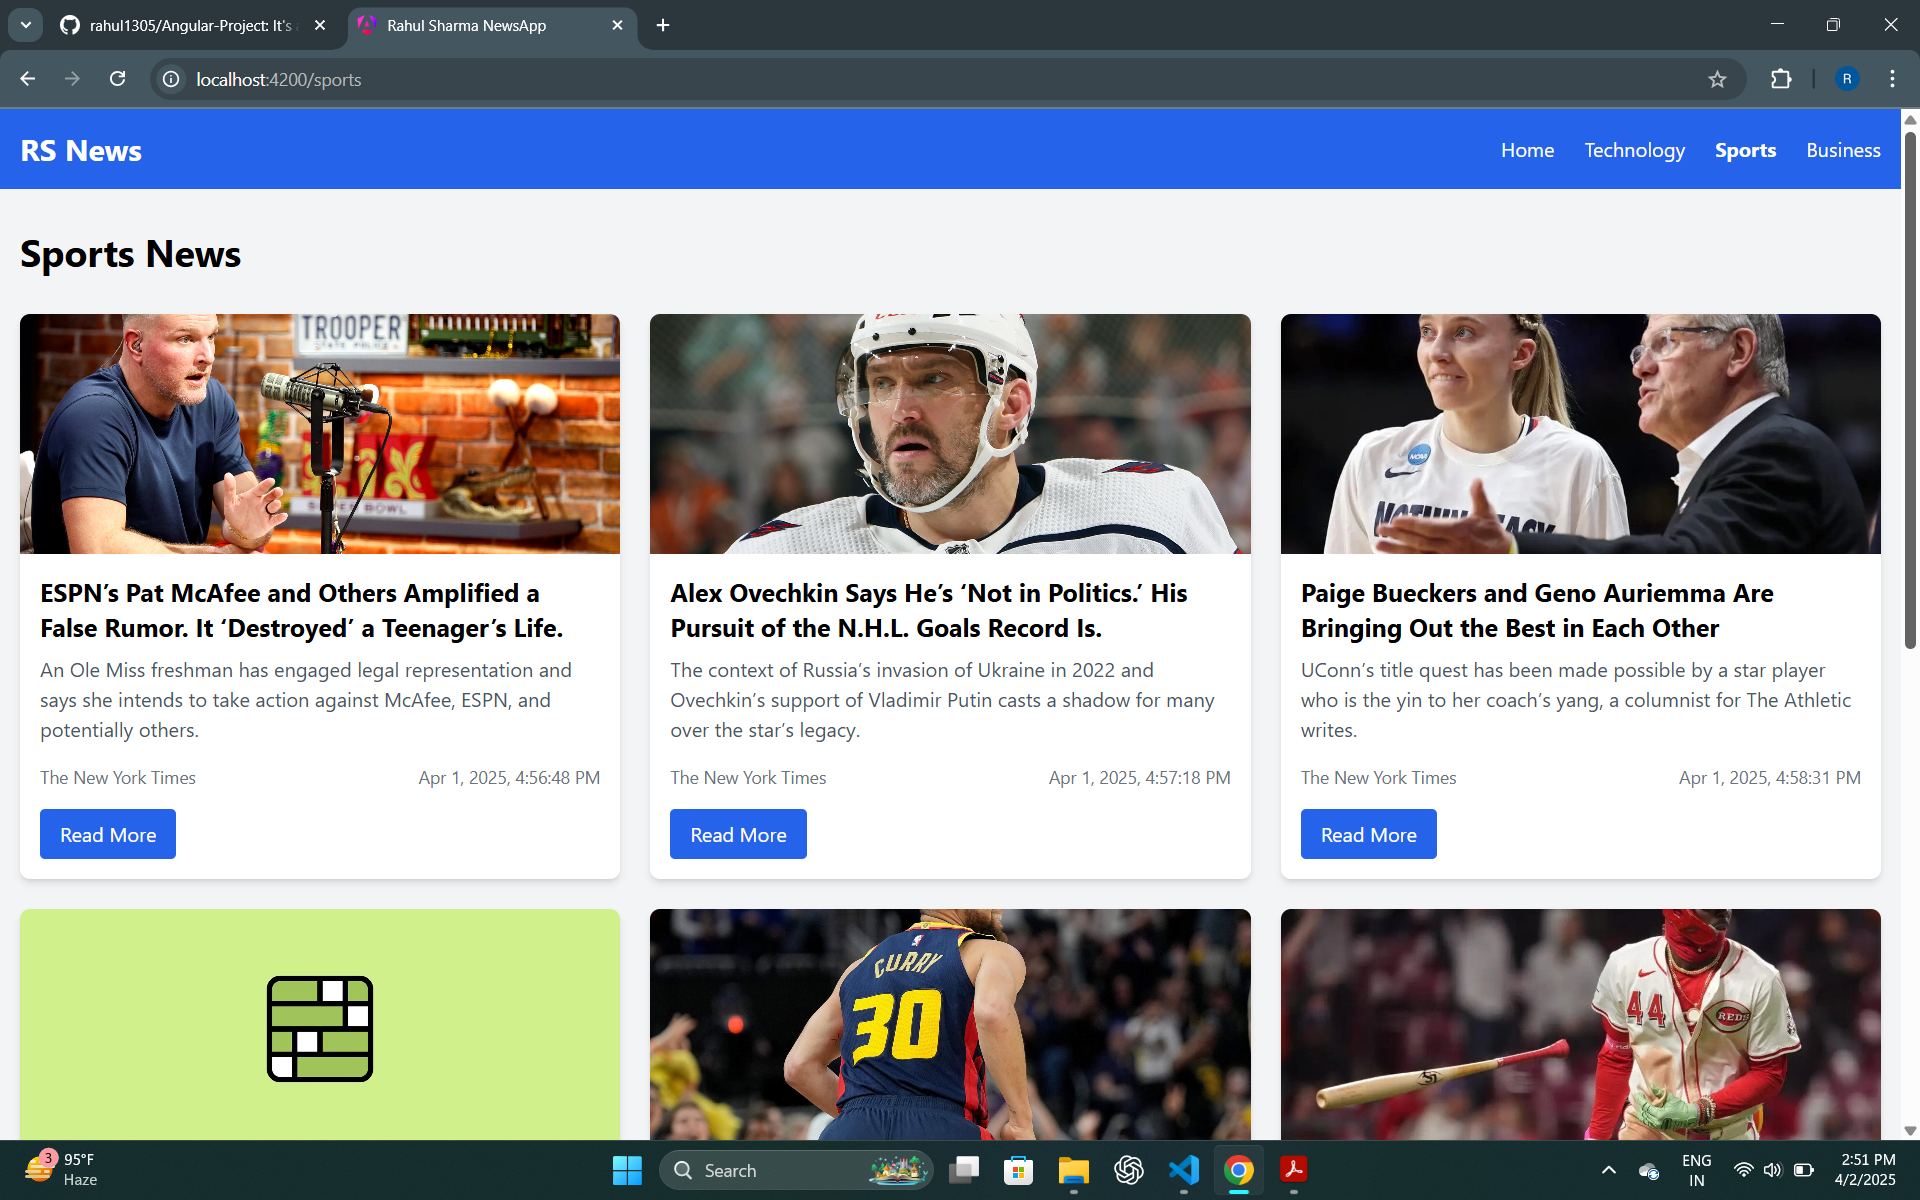 rahul1305/Angular-Project: It's
Rahul Sharma NewsApp
localhost:4200/sports
R
RS News
Home Technology Sports Business
Sports News
TROOPER
STATE POLICE
SUPER BOWL
NCAA
NOTHIN EASY
ESPN’s Pat McAfee and Others Amplified a
False Rumor. It ‘Destroyed’ a Teenager’s Life.
An Ole Miss freshman has engaged legal representation and
says she intends to take action against McAfee, ESPN, and
potentially others.
The New York Times Apr 1, 2025, 4:56:48 PM
Read More
Alex Ovechkin Says He’s ‘Not in Politics.’ His
Pursuit of the N.H.L. Goals Record Is.
The context of Russia’s invasion of Ukraine in 2022 and
Ovechkin’s support of Vladimir Putin casts a shadow for many
over the star’s legacy.
The New York Times Apr 1, 2025, 4:57:18 PM
Read More
Paige Bueckers and Geno Auriemma Are
Bringing Out the Best in Each Other
UConn’s title quest has been made possible by a star player
who is the yin to her coach’s yang, a columnist for The Athletic
writes.
The New York Times Apr 1, 2025, 4:58:31 PM
Read More
CURRY
30
44
REDS
3
95°F
Haze
Search
ENG
IN
2:51 PM
4/2/2025